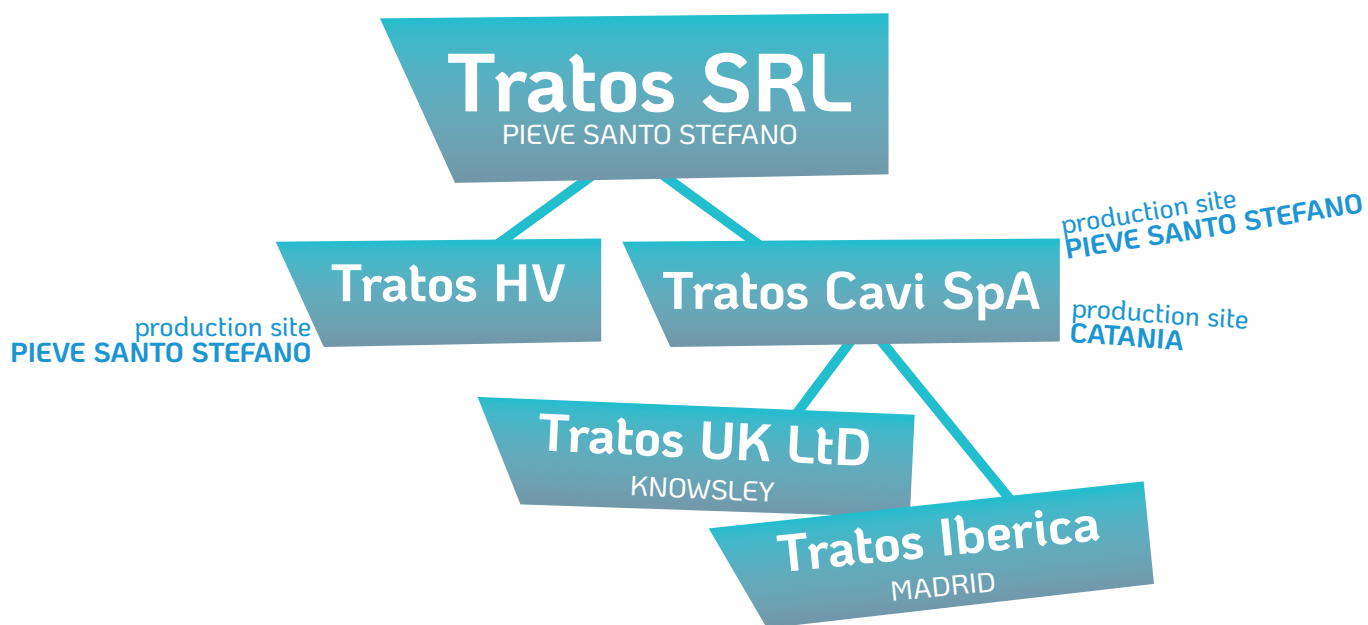 Tratos SRL
PIEVE SANTO STEFANO
production site
PIEVE SANTO STEFANO
Tratos HV
Tratos Cavi SpA
production site
PIEVE SANTO STEFANO
production site
CATANIA
Tratos UK LtD
KNOWSLEY
Tratos Iberica
MADRID